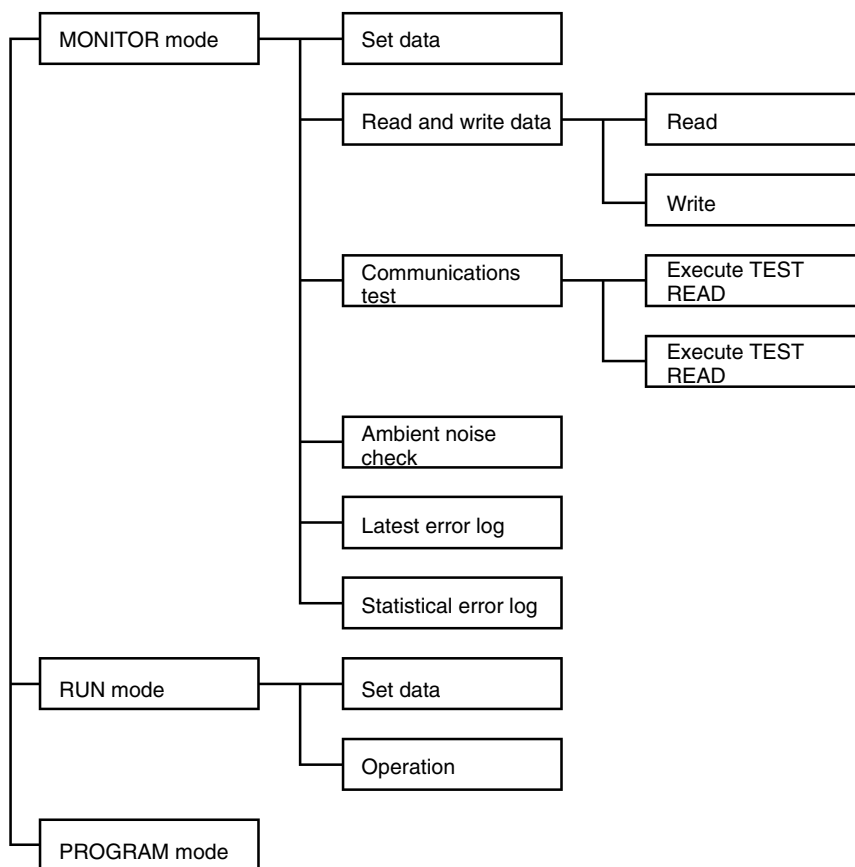 MONITOR mode
Set data
Read and write data
Read
Write
Communications
test
Execute TEST
READ
Execute TEST
READ
Ambient noise
check
Latest error log
Statistical error log
RUN mode
Set data
Operation
PROGRAM mode